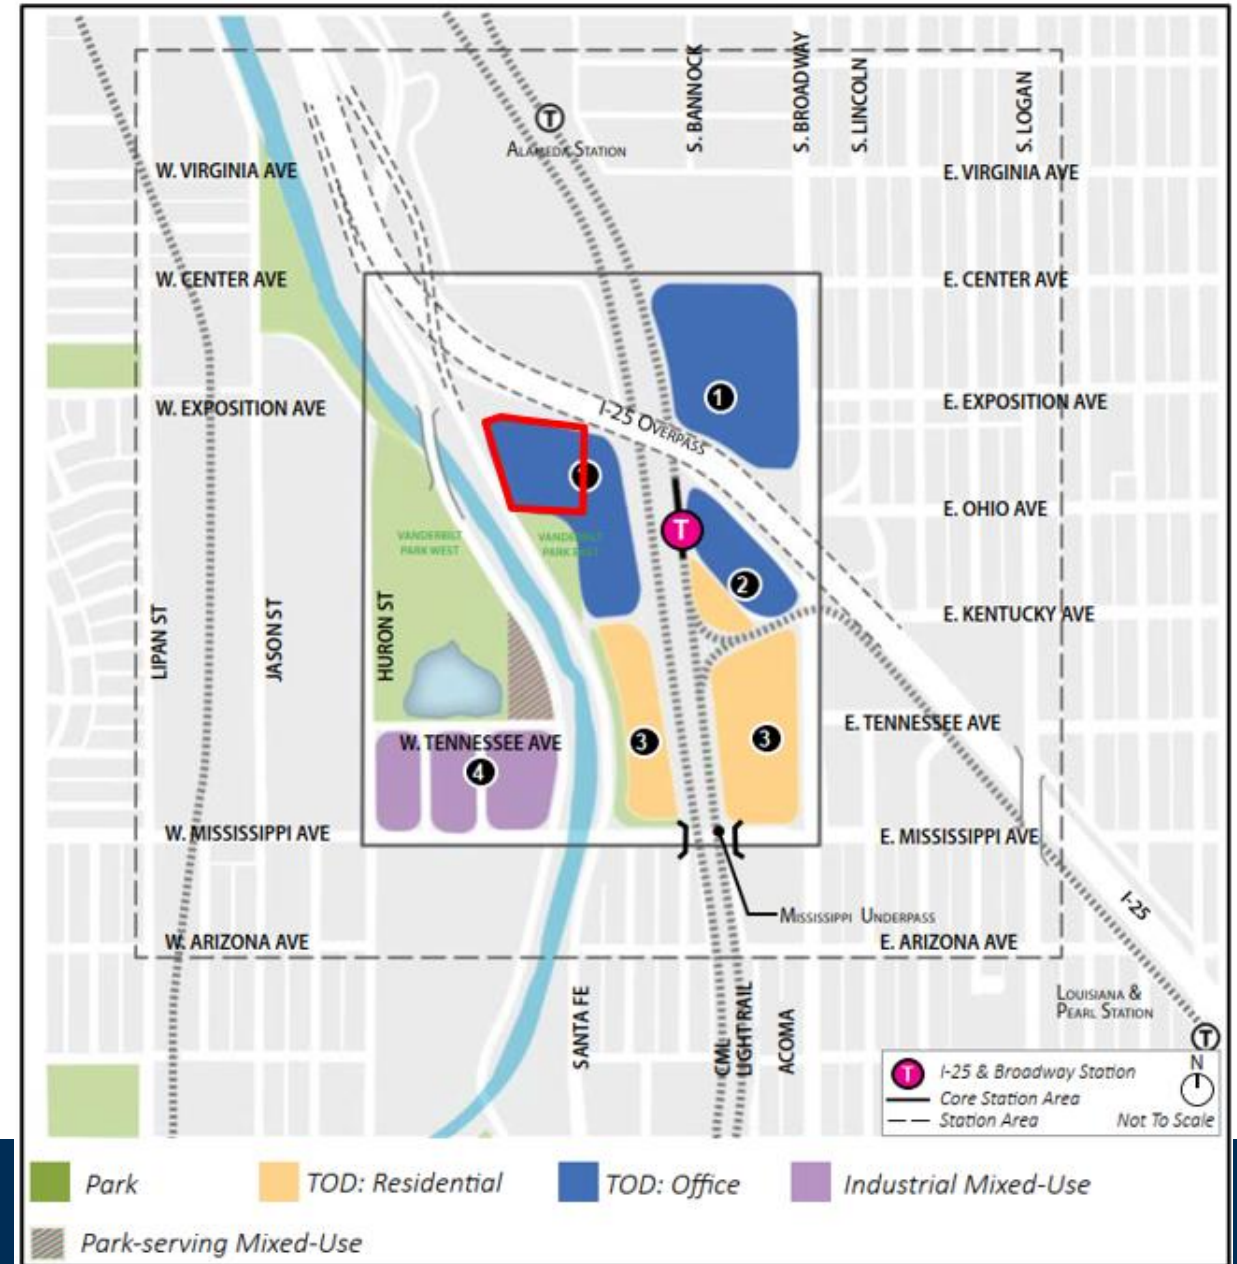 S. BANNOCK
S. BROADWAY
S. LINCOLN
S. LOGAN
T
ALAMEDA STATION
W. VIRGINIA AVE
E. VIRGINIA AVE
W. CENTER AVE
E. CENTER AVE
1
W. EXPOSITION AVE
I-25 OVERPASS
E. EXPOSITION AVE
E. OHIO AVE
T
VANDERBILT
PARK WEST
VANDERBILT
2
E. KENTUCKY AVE
LIPAN ST
JASON ST
HURON ST
E. TENNESSEE AVE
W. TENNESSEE AVE
3
3
4
W. MISSISSIPPI AVE
E. MISSISSIPPI AVE
I-25
MISSISSIPPI UNDERPASS
W. ARIZONA AVE
E. ARIZONA AVE
SANTA FE
CML
LIGHT RAIL
ACOMA
LOUISIANA &
PEARL STATION
T
T I-25 & Broadway Station
Core Station Area
Station Area
N
Not To Scale
Park
TOD: Residential
TOD: Office
Industrial Mixed-Use
Park-serving Mixed-Use